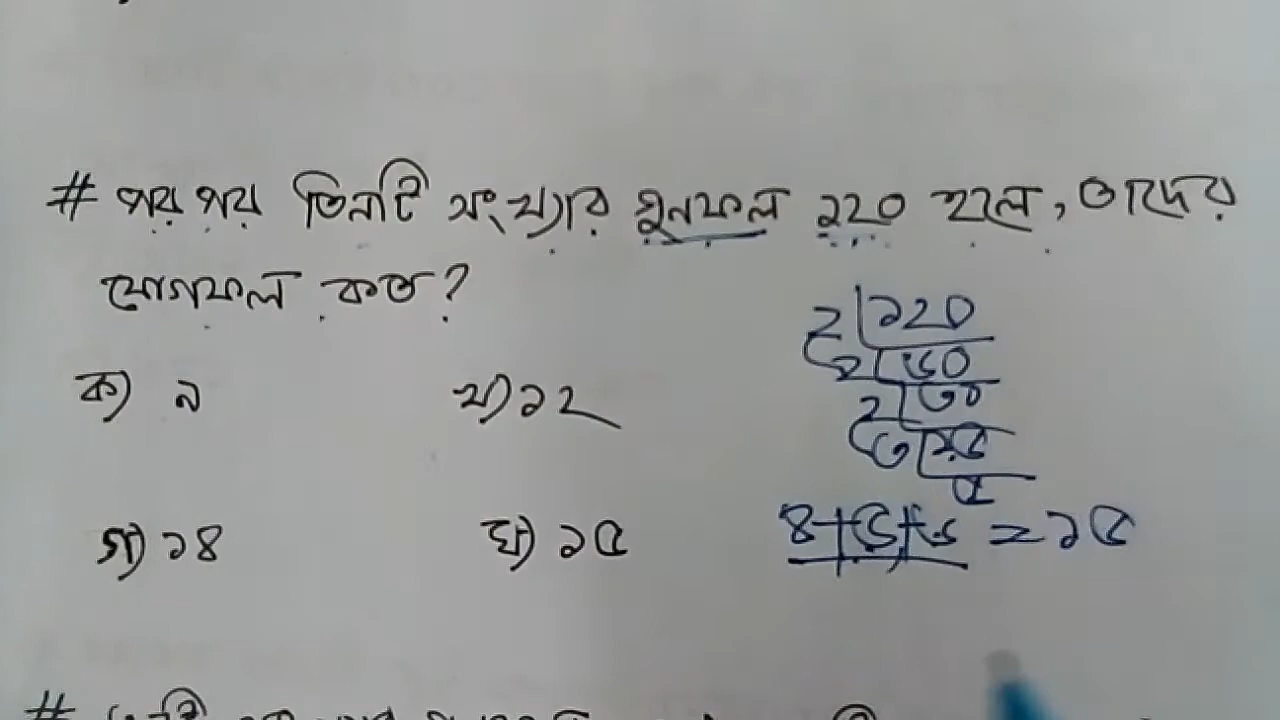 # পর পর তিনটি সংখ্যার গুনফল ১২০ হলে, তাদের
যোগফল কত?
ক) ৯
খ) ১২
গ) ১৪
ঘ) ১৫
২ | ১২০
২ | ৬০
২ | ৩০
৩ | ১৫
৫
৪+৫+৬ = ১৫
#